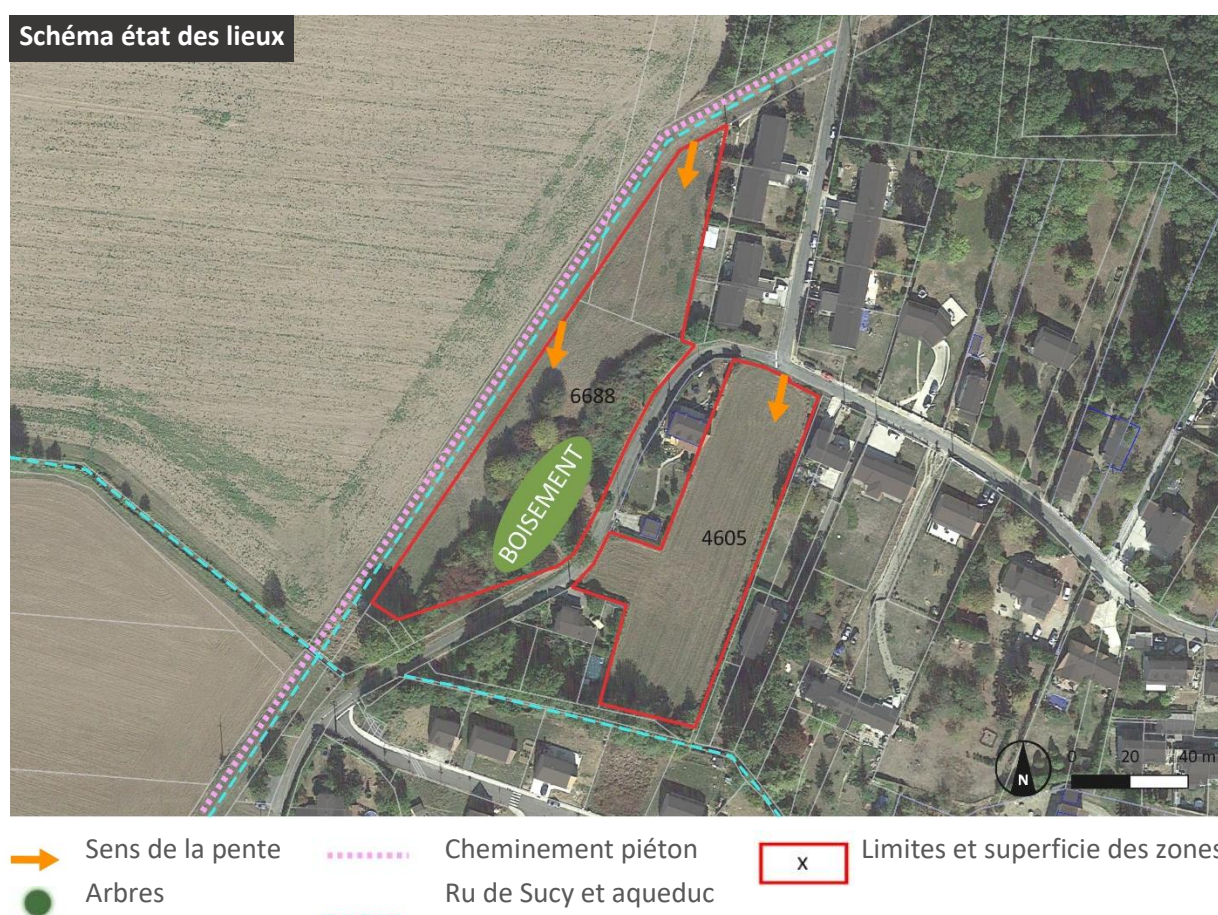 Schéma état des lieux
6688
BOISEMENT
4605
N
0 20 40 m
Sens de la pente
Cheminement piéton
X
Limites et superficie des zones
Arbres
Ru de Sucy et aqueduc